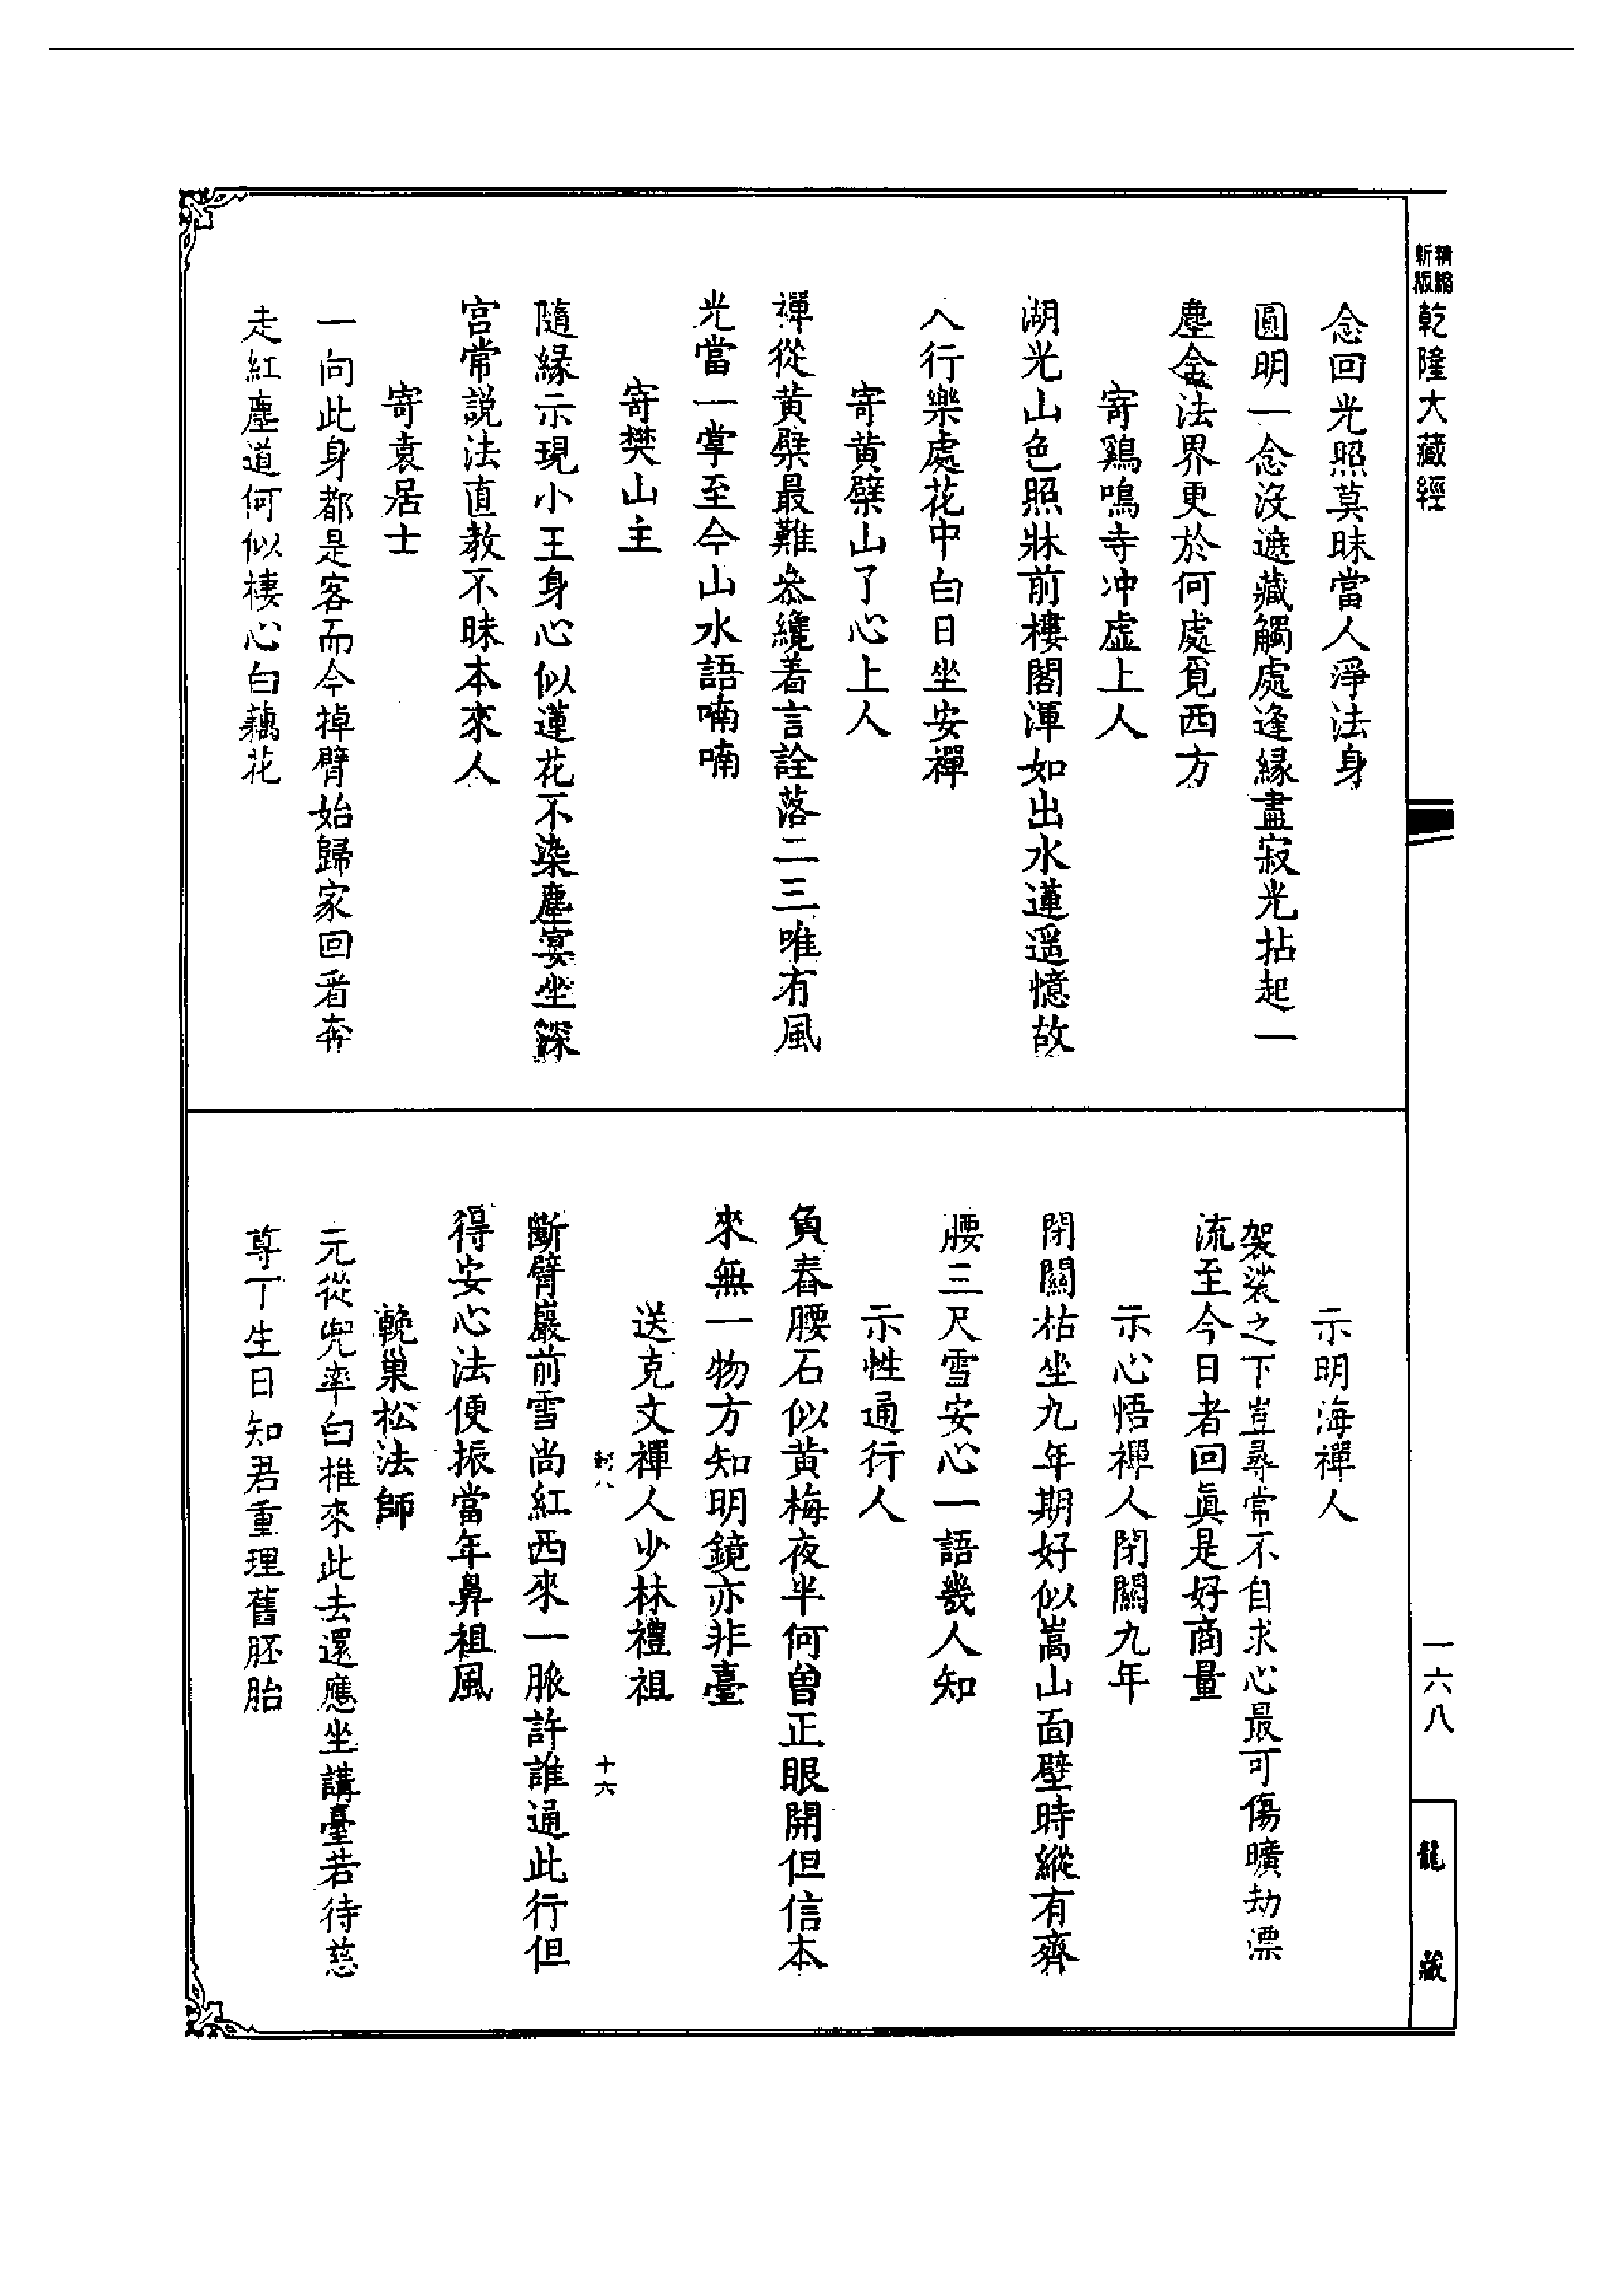 精縮新版乾隆大藏經
念回光照莫昧當人淨法身
圓明一念没遮藏觸處逢緣盡寂光拈起一
塵含法界更於何處覓西方
寄鷄鳴寺冲虛上人
湖光山色照牀前樓閣渾如出水蓮遥憶故
人行樂處花中白日坐安禪
寄黄檗山了心上人
禪從黄檗最難叅纔着言詮落二三唯有風
光當一掌至今山水語喃喃
寄樊山主
隨緣示現小王身心似蓮花不染塵宴坐深
宫常説法直教不昧本來人
寄袁居士
一向此身都是客而今掉臂始歸家回看奔
走紅塵道何似棲心白藕花
示明海禪人
袈裟之下豈尋常不自求心最可傷曠劫漂
流至今日者回眞是好商量
示心悟禪人閉關九年
閉關枯坐九年期好似嵩山面壁時縱有齊
腰三尺雪安心一語幾人知
示性通行人
負舂腰石似黄梅夜半何曾正眼開但信本
來無一物方知明鏡亦非臺
送克文禪人少林禮祖
十六
斷臂巖前雪尚紅西來一脈許誰通此行但
得安心法便振當年鼻祖風
輓巢松法師
元從兜率白椎來此去還應坐講臺若待慈
尊丁生日知君重理舊胚胎
一六八
龍藏